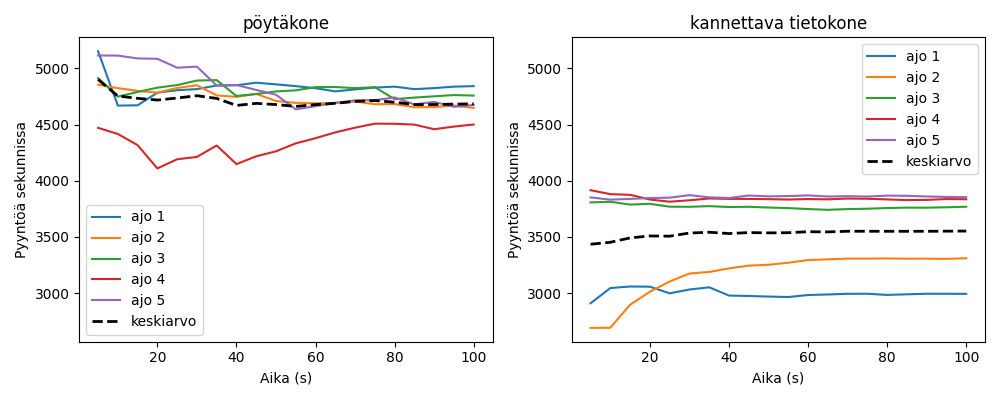 pöytäkone
Pyyntöä sekunnissa
5000
4500
4000
3500
3000
ajo 1
ajo 2
ajo 3
ajo 4
ajo 5
keskiarvo
20
40
60
80
100
Aika (s)
kannettava tietokone
Pyyntöä sekunnissa
5000
4500
4000
3500
3000
ajo 1
ajo 2
ajo 3
ajo 4
ajo 5
keskiarvo
20
40
60
80
100
Aika (s)